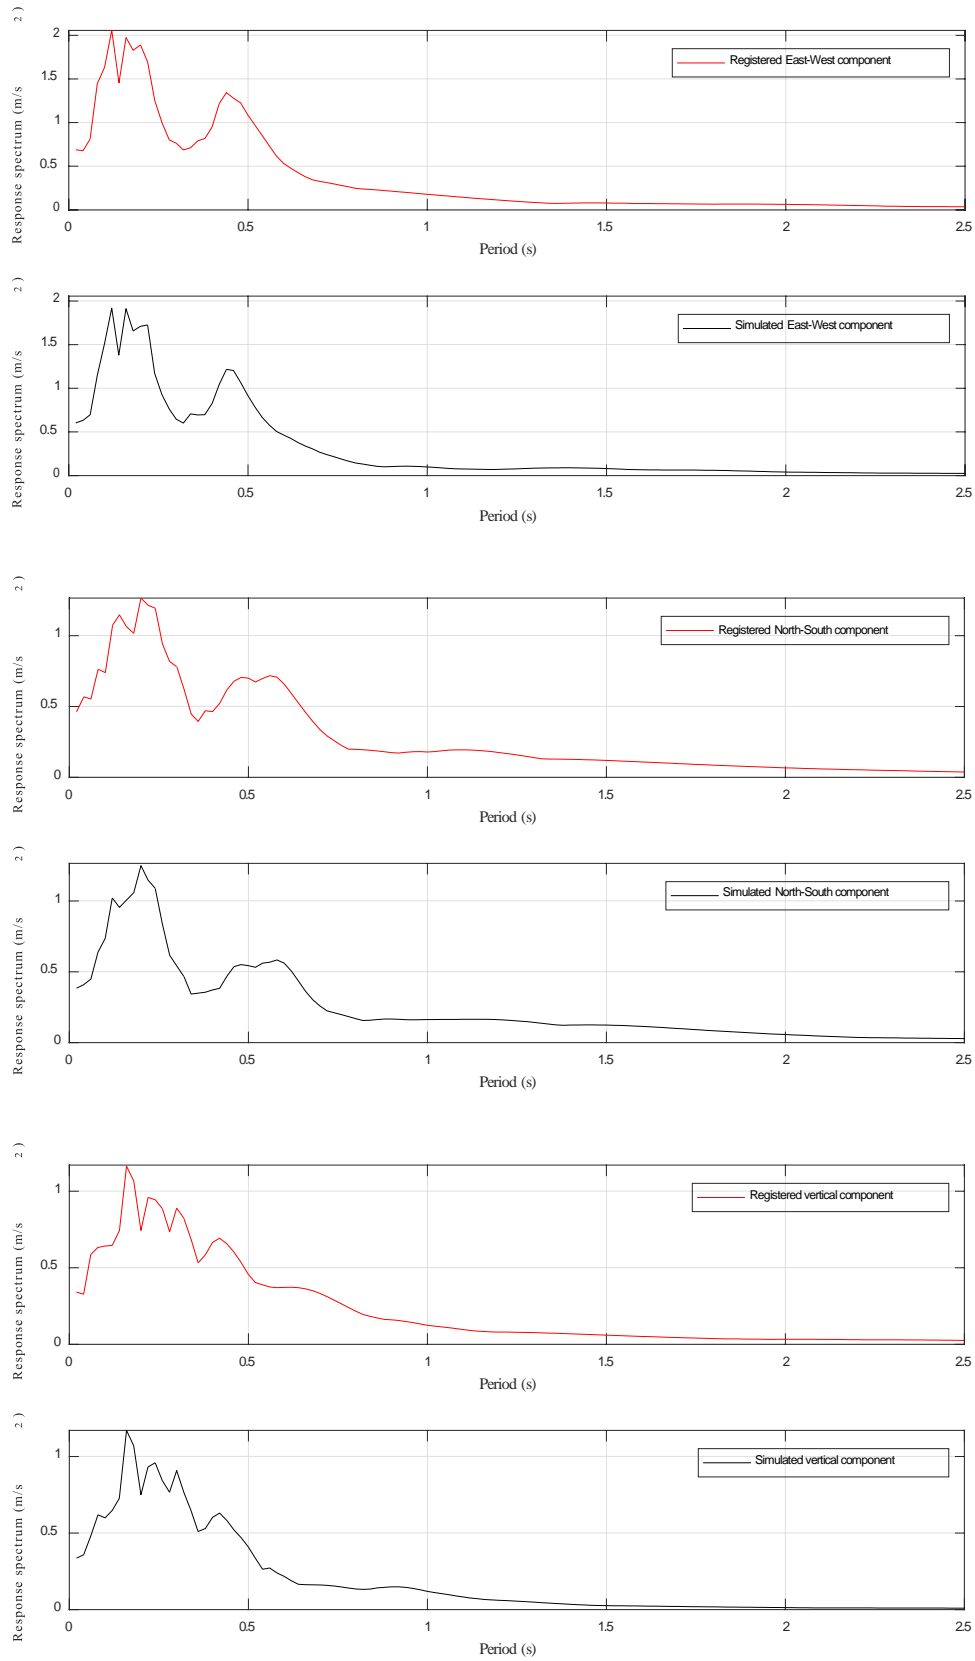 Response spectrum (m/s 2 )
2
1.5
1
0.5
0
Registered East-West component
0 0.5 1 1.5 2 2.5
Period (s)
Response spectrum (m/s 2 )
2
1.5
1
0.5
0
Simulated East-West component
0 0.5 1 1.5 2 2.5
Period (s)
Response spectrum (m/s 2 )
1
0.5
0
Registered North-South component
0 0.5 1 1.5 2 2.5
Period (s)
Response spectrum (m/s 2 )
1
0.5
0
Simulated North-South component
0 0.5 1 1.5 2 2.5
Period (s)
Response spectrum (m/s 2 )
1
0.5
0
Registered vertical component
0 0.5 1 1.5 2 2.5
Period (s)
Response spectrum (m/s 2 )
1
0.5
0
Simulated vertical component
0 0.5 1 1.5 2 2.5
Period (s)